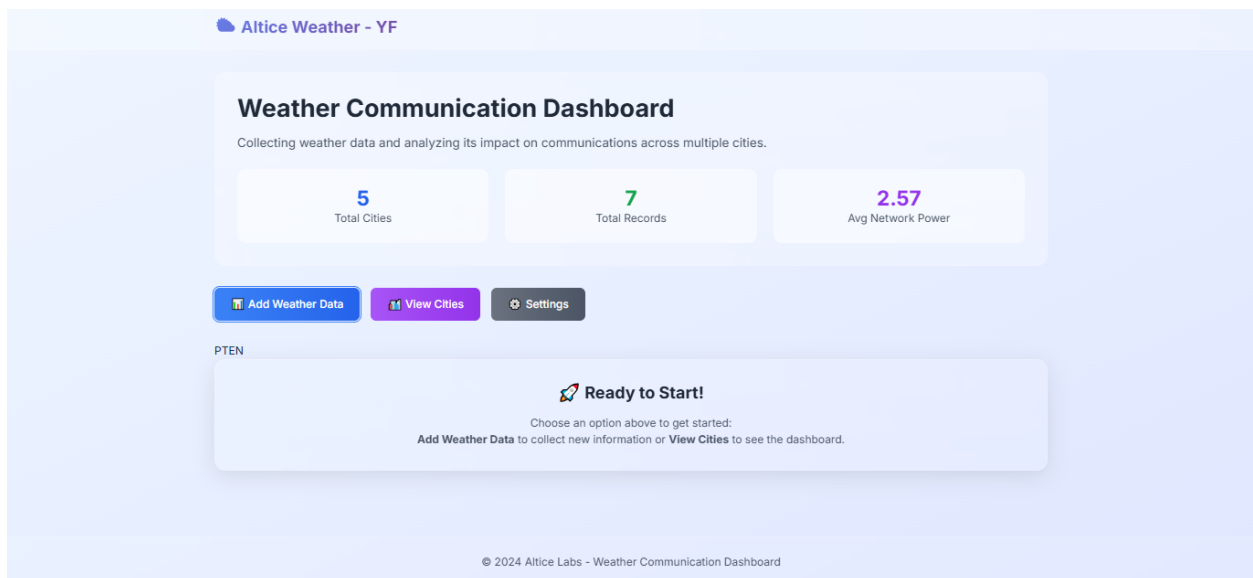 Altice Weather - YF
Weather Communication Dashboard
Collecting weather data and analyzing its impact on communications across multiple cities.
5
Total Cities
7
Total Records
2.57
Avg Network Power
Add Weather Data
View Cities
Settings
PTEN
Ready to Start!
Choose an option above to get started:
Add Weather Data to collect new information or View Cities to see the dashboard.
© 2024 Altice Labs - Weather Communication Dashboard